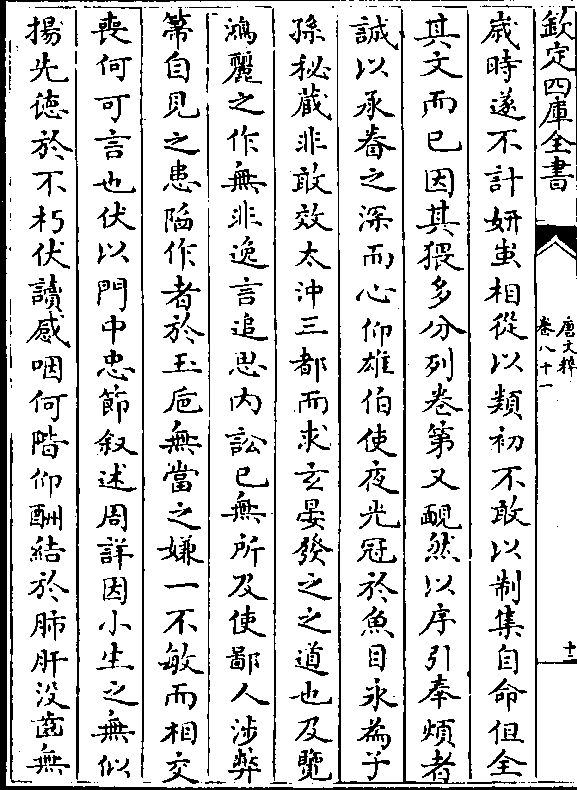 欽定四庫全書
唐文粹
卷八十一
十一
歲時遂不計妍蚩相從以類初不敢以制集自命但全
其文而已因其猥多分列卷第又靦然以序引奉煩者
誠以承眷之深而心仰雄伯使夜光冠於魚目永為子
孫秘蔵非敢效太沖三都而求玄晏發之之道也及覽
鴻麗之作無非逸言追思内訟已無所及使鄙人涉弊
箒自見之患陥作者於玉巵無當之嫌一不敏而相交
喪何可言也伏以門中忠節叙述周詳因小生之無似
揚先徳於不朽伏讀感咽何階仰酬結於肺肝没齒無